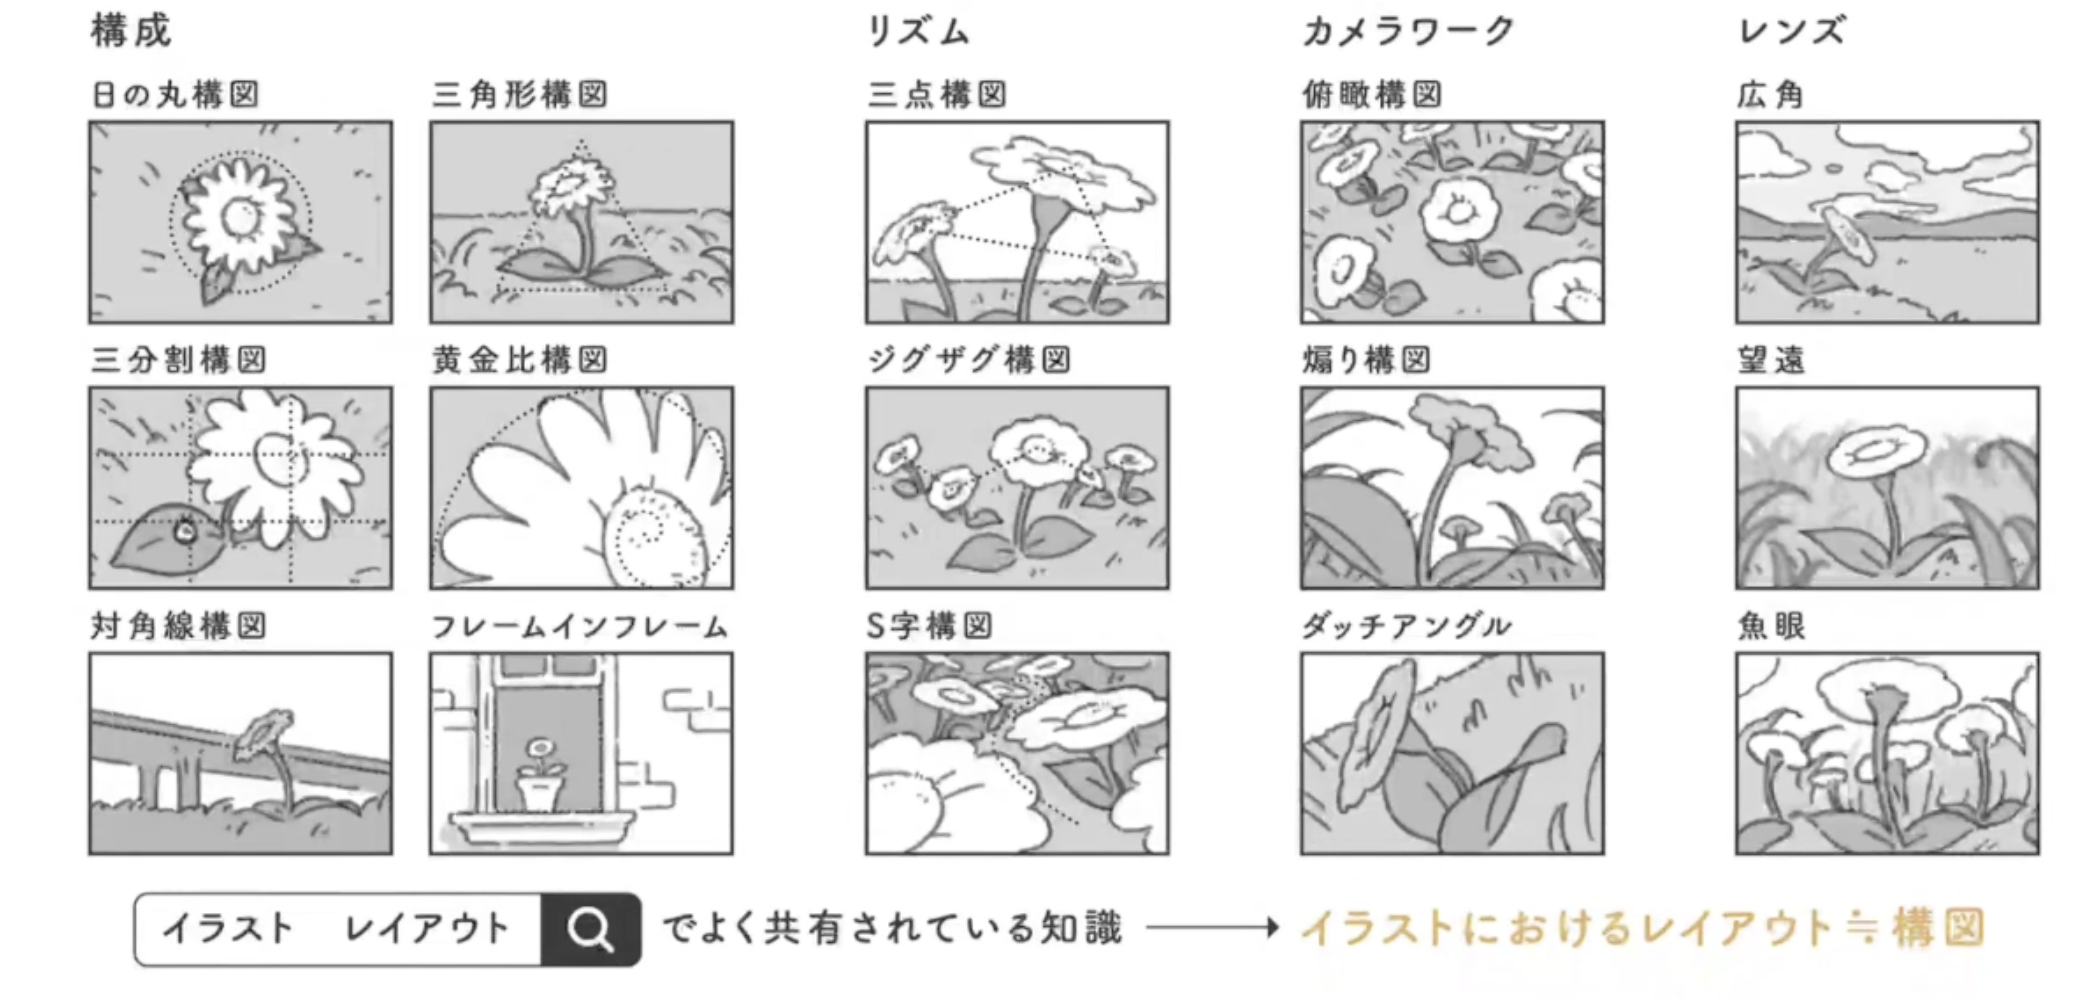 構成
日の丸構図
三角形構図
三分割構図
黄金比構図
対角線構図
フレームインフレーム
リズム
三点構図
ジグザグ構図
S字構図
カメラワーク
俯瞰構図
煽り構図
ダッチアングル
レンズ
広角
望遠
魚眼
イラスト レイアウト でよく共有されている知識 → イラストにおけるレイアウト≒構図